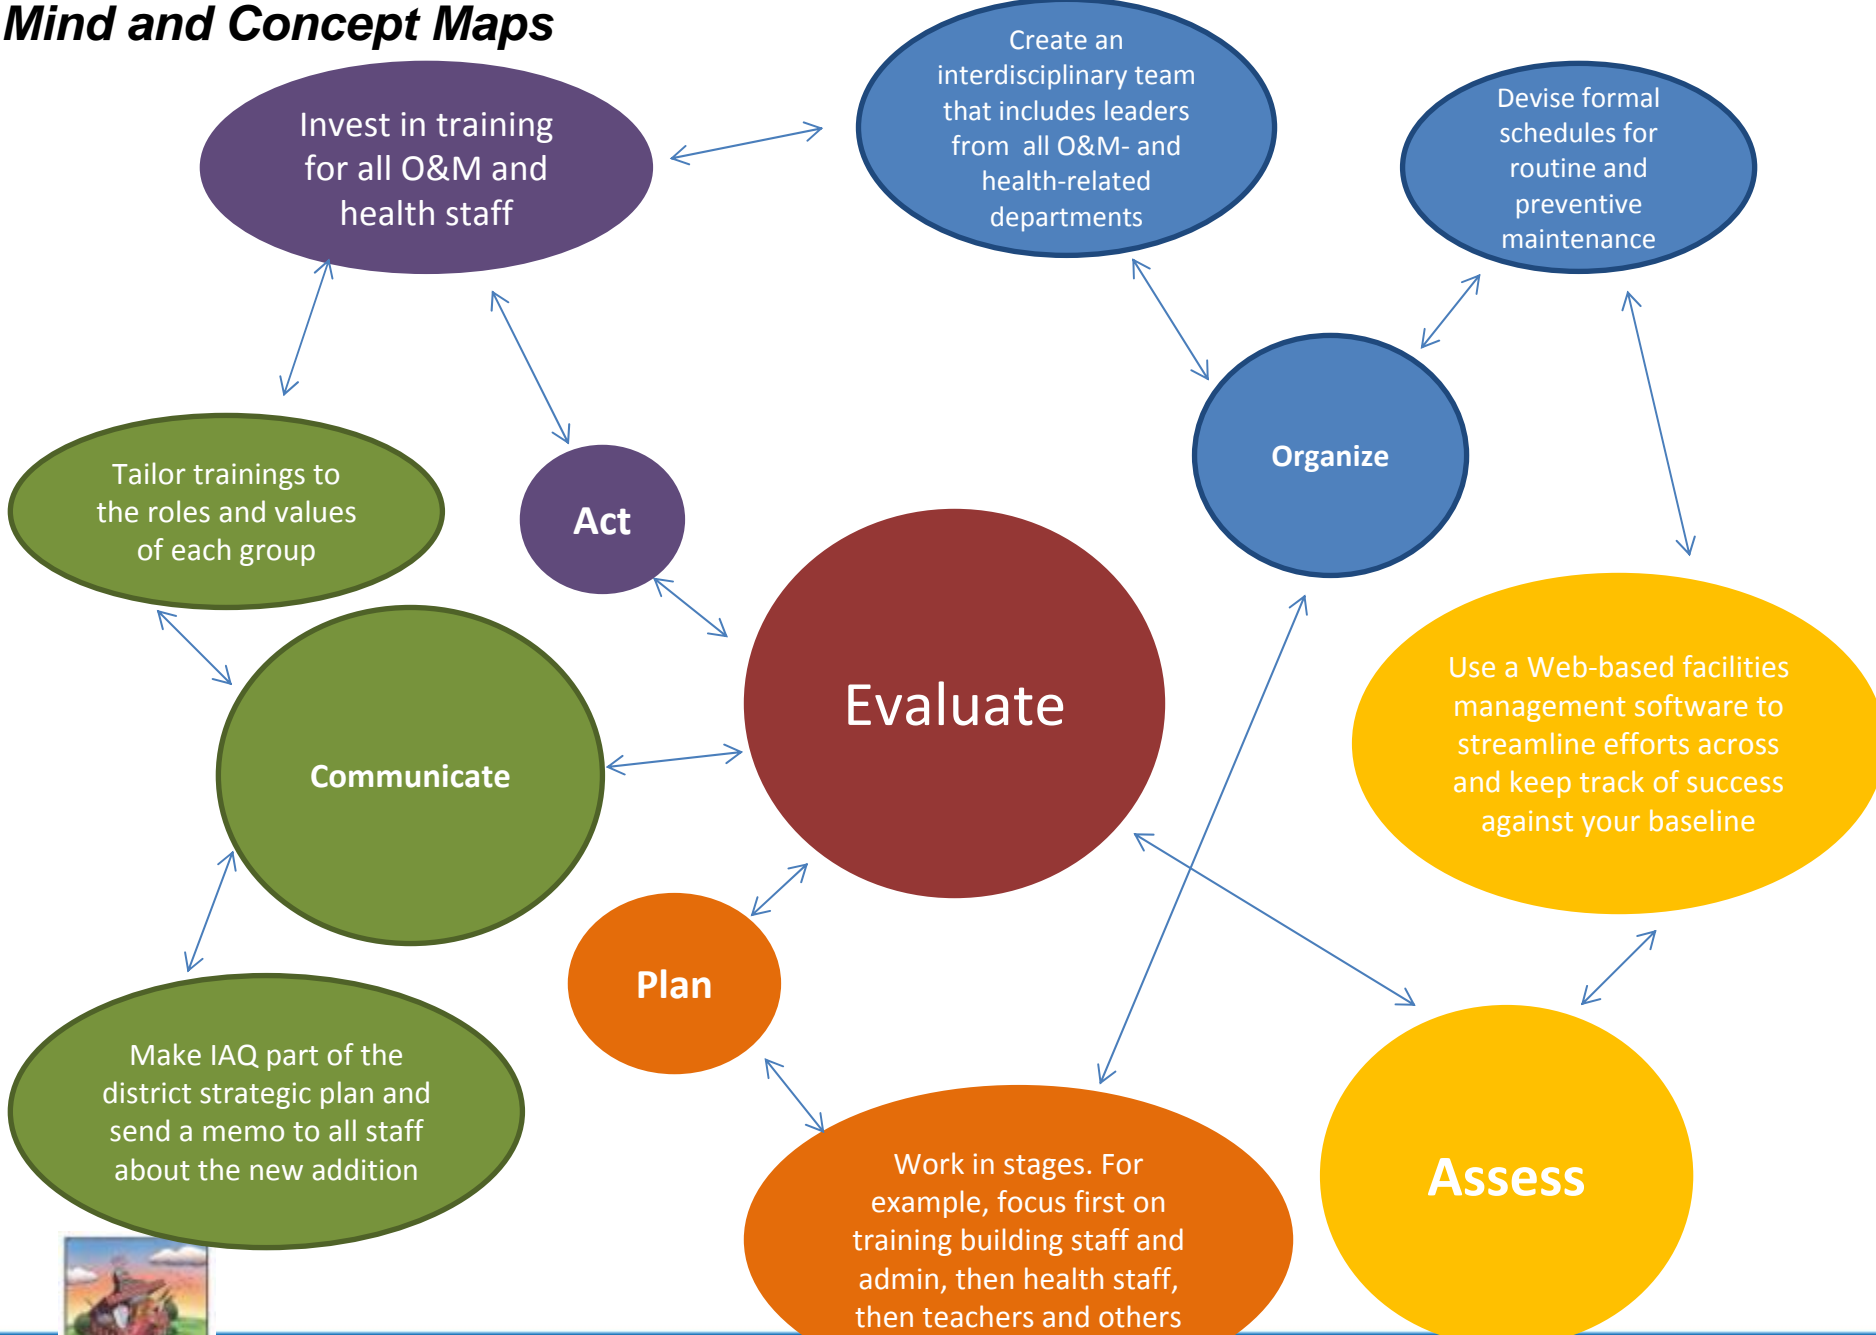 Mind and Concept Maps
Create an
interdisciplinary team
that includes leaders
from all O&M- and
health-related
departments
Devise formal
schedules for
routine and
preventive
maintenance
Invest in training
for all O&M and
health staff
Organize
Tailor trainings to
the roles and values
of each group
Act
Evaluate
Use a Web-based facilities
management software to
streamline efforts across
and keep track of success
against your baseline
Communicate
Plan
Make IAQ part of the
district strategic plan and
send a memo to all staff
about the new addition
Work in stages. For
example, focus first on
training building staff and
admin, then health staff,
then teachers and others
Assess